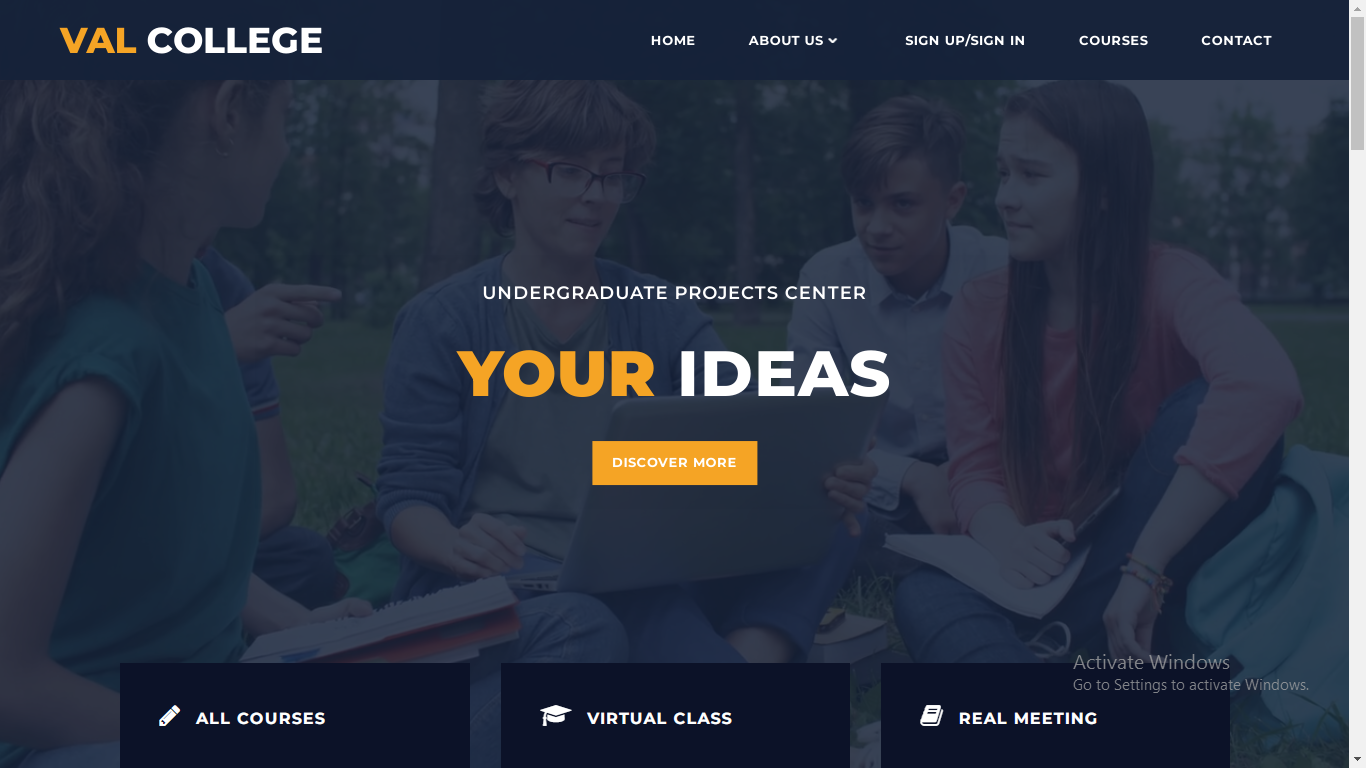 VAL COLLEGE
HOME
ABOUT US
SIGN UP/SIGN IN
COURSES
CONTACT
UNDERGRADUATE PROJECTS CENTER
YOUR IDEAS
DISCOVER MORE
ALL COURSES
VIRTUAL CLASS
REAL MEETING
Activate Windows
Go to Settings to activate Windows.